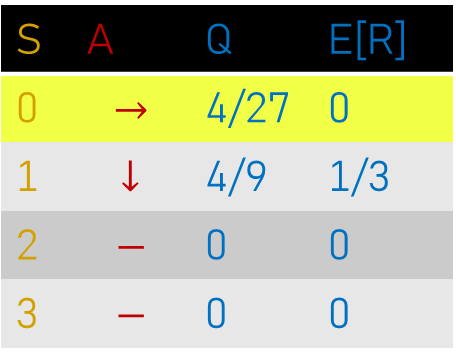 S A Q E[R]
0 → 4/27 0
1 ↓ 4/9 1/3
2 – 0 0
3 – 0 0